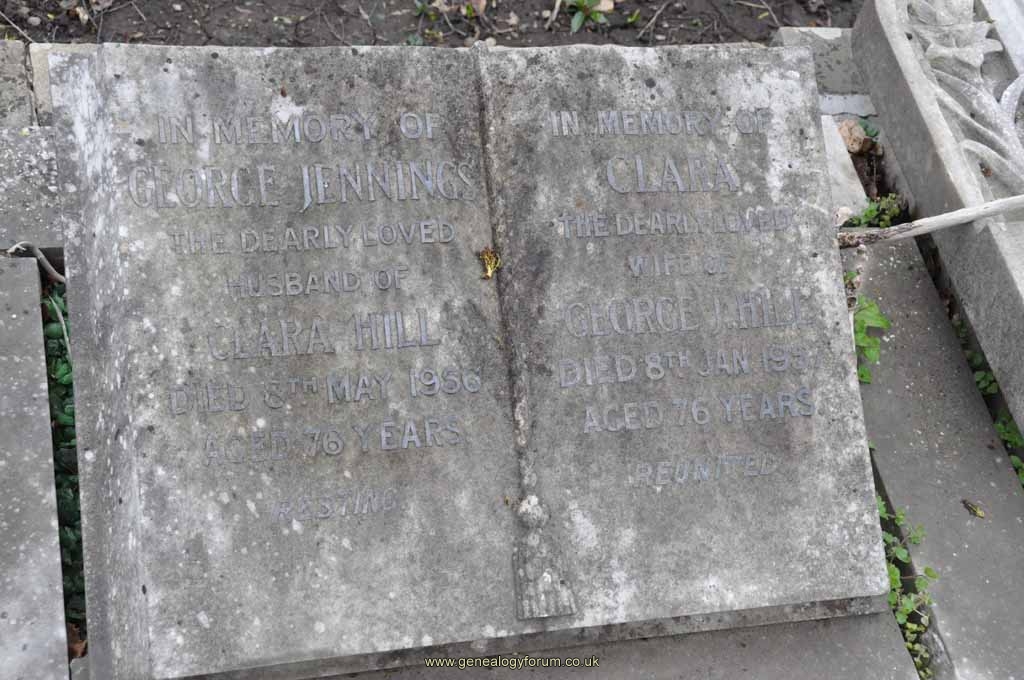 IN MEMORY OF
GEORGE JENNINGS
THE DEARLY LOVED
HUSBAND OF
CLARA HILL
DIED 8TH MAY 1956
AGED 76 YEARS
RESTING
IN MEMORY OF
CLARA
THE DEARLY LOVED
WIFE OF
GEORGE J. HILL
DIED 8TH JAN 1957
AGED 76 YEARS
REUNITED
www.genealogyforum.co.uk